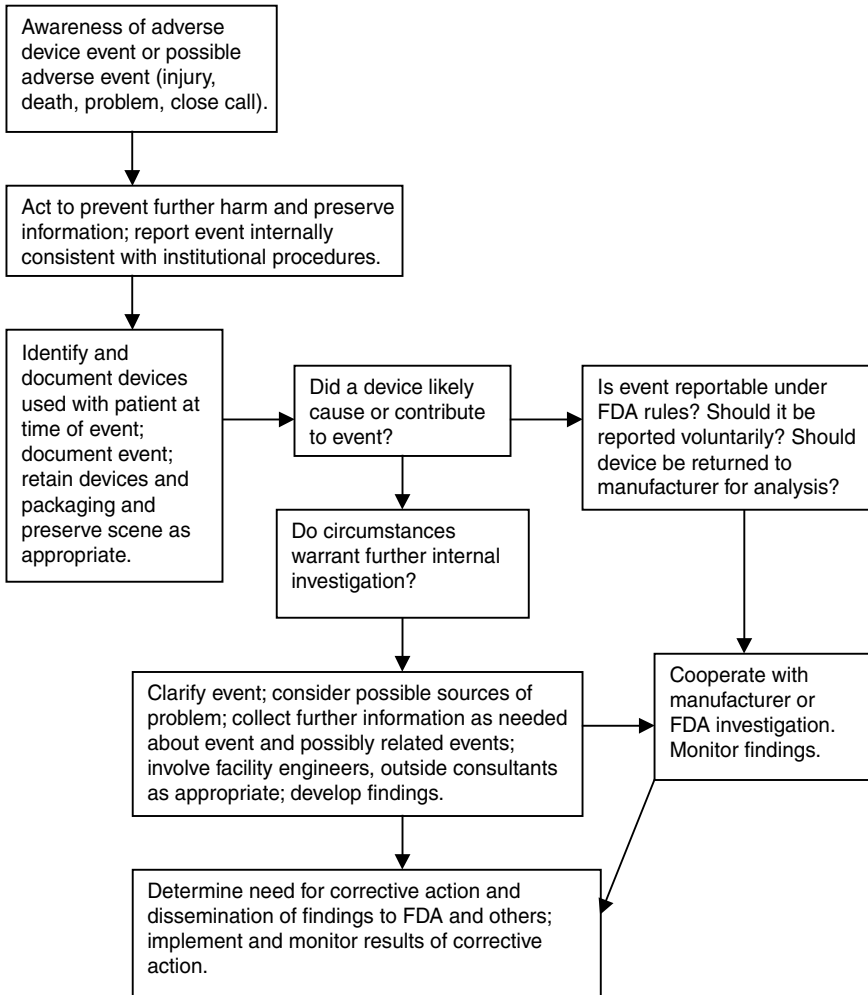 Awareness of adverse
device event or possible
adverse event (injury,
death, problem, close call).
Act to prevent further harm and preserve
information; report event internally
consistent with institutional procedures.
Identify and
document devices
used with patient at
time of event;
document event;
retain devices and
packaging and
preserve scene as
appropriate.
Did a device likely
cause or contribute
to event?
Is event reportable under
FDA rules? Should it be
reported voluntarily? Should
device be returned to
manufacturer for analysis?
Do circumstances
warrant further internal
investigation?
Clarify event; consider possible sources of
problem; collect further information as needed
about event and possibly related events;
involve facility engineers, outside consultants
as appropriate; develop findings.
Cooperate with
manufacturer or
FDA investigation.
Monitor findings.
Determine need for corrective action and
dissemination of findings to FDA and others;
implement and monitor results of corrective
action.